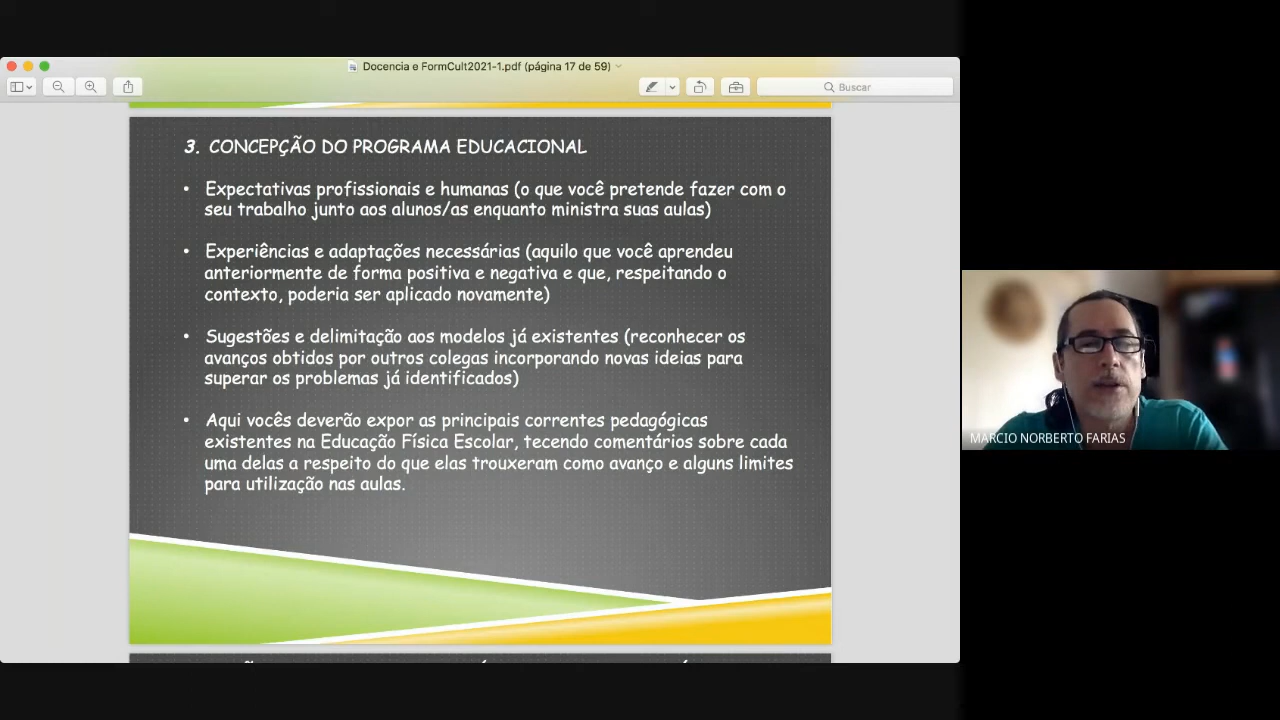 Docencia e FormCult2021-1.pdf (página 17 de 59)
Buscar
3. CONCEPÇÃO DO PROGRAMA EDUCACIONAL
• Expectativas profissionais e humanas (o que você pretende fazer com o
seu trabalho junto aos alunos/as enquanto ministra suas aulas)
• Experiências e adaptações necessárias (aquilo que você aprendeu
anteriormente de forma positiva e negativa e que, respeitando o
contexto, poderia ser aplicado novamente)
• Sugestões e delimitação aos modelos já existentes (reconhecer os
avanços obtidos por outros colegas incorporando novas ideias para
superar os problemas já identificados)
• Aqui vocês deverão expor as principais correntes pedagógicas
existentes na Educação Física Escolar, tecendo comentários sobre cada
uma delas a respeito do que elas trouxeram como avanço e alguns limites
para utilização nas aulas.
MARCIO NORBERTO FARIAS